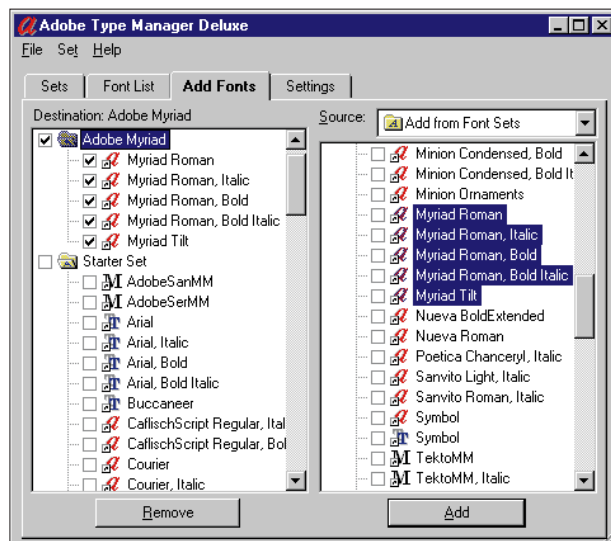 Adobe Type Manager Deluxe
File Set Help
Sets Font List Add Fonts Settings
Destination: Adobe Myriad
Adobe Myriad
Myriad Roman
Myriad Roman, Italic
Myriad Roman, Bold
Myriad Roman, Bold Italic
Myriad Tilt
Starter Set
AdobeSanMM
AdobeSerMM
Arial
Arial, Italic
Arial, Bold
Arial, Bold Italic
Buccaneer
CaflischScript Regular, Ital
CaflischScript Regular, Bol
Courier
Courier, Italic
Remove
Source: Add from Font Sets
Minion Condensed, Bold
Minion Condensed, Bold It
Minion Ornaments
Myriad Roman
Myriad Roman, Italic
Myriad Roman, Bold
Myriad Roman, Bold Italic
Myriad Tilt
Nueva BoldExtended
Nueva Roman
Poetica ChanceryI, Italic
Sanvito Light, Italic
Sanvito Roman, Italic
Symbol
Symbol
TektoMM
TektoMM, Italic
Add